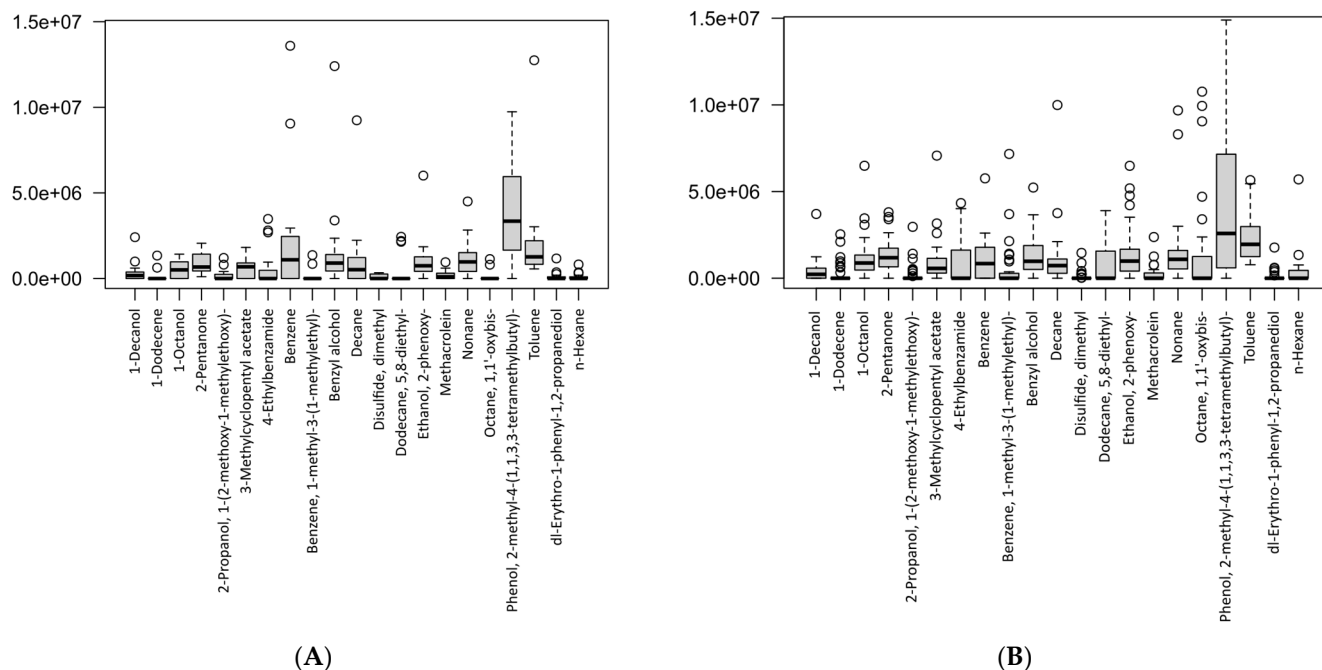 1.5e+07
1.0e+07
5.0e+06
0.0e+00
1-Decanol
1-Dodecene
1-Octanol
2-Pentanone
2-Propanol, 1-(2-methoxy-1-methylethoxy)-
3-Methylcyclopentyl acetate
4-Ethylbenzamide
Benzene
Benzene, 1-methyl-3-(1-methylethyl)-
Benzyl alcohol
Decane
Disulfide, dimethyl
Dodecane, 5,8-diethyl-
Ethanol, 2-phenoxy-
Methacrolein
Nonane
Octane, 1,1'-oxybis-
Phenol, 2-methyl-4-(1,1,3,3-tetramethylbutyl)-
Toluene
dl-Erythro-1-phenyl-1,2-propanediol
n-Hexane
(A)
1.5e+07
1.0e+07
5.0e+06
0.0e+00
1-Decanol
1-Dodecene
1-Octanol
2-Pentanone
2-Propanol, 1-(2-methoxy-1-methylethoxy)-
3-Methylcyclopentyl acetate
4-Ethylbenzamide
Benzene
Benzene, 1-methyl-3-(1-methylethyl)-
Benzyl alcohol
Decane
Disulfide, dimethyl
Dodecane, 5,8-diethyl-
Ethanol, 2-phenoxy-
Methacrolein
Nonane
Octane, 1,1'-oxybis-
Phenol, 2-methyl-4-(1,1,3,3-tetramethylbutyl)-
Toluene
dl-Erythro-1-phenyl-1,2-propanediol
n-Hexane
(B)